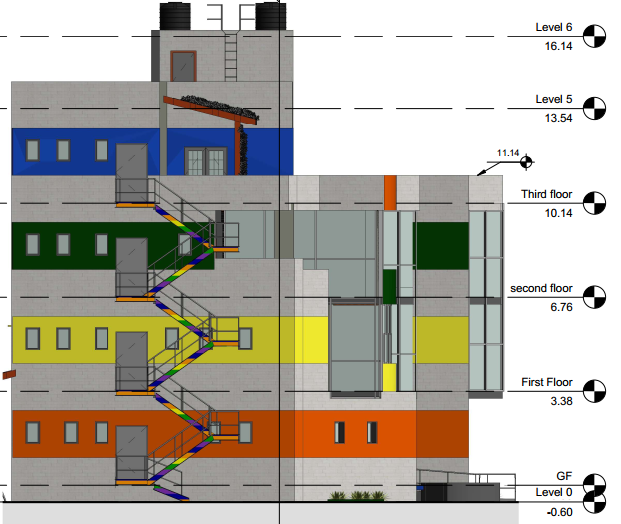 Level 6
16.14
Level 5
13.54
11.14
Third floor
10.14
second floor
6.76
First Floor
3.38
GF
Level 0
-0.60